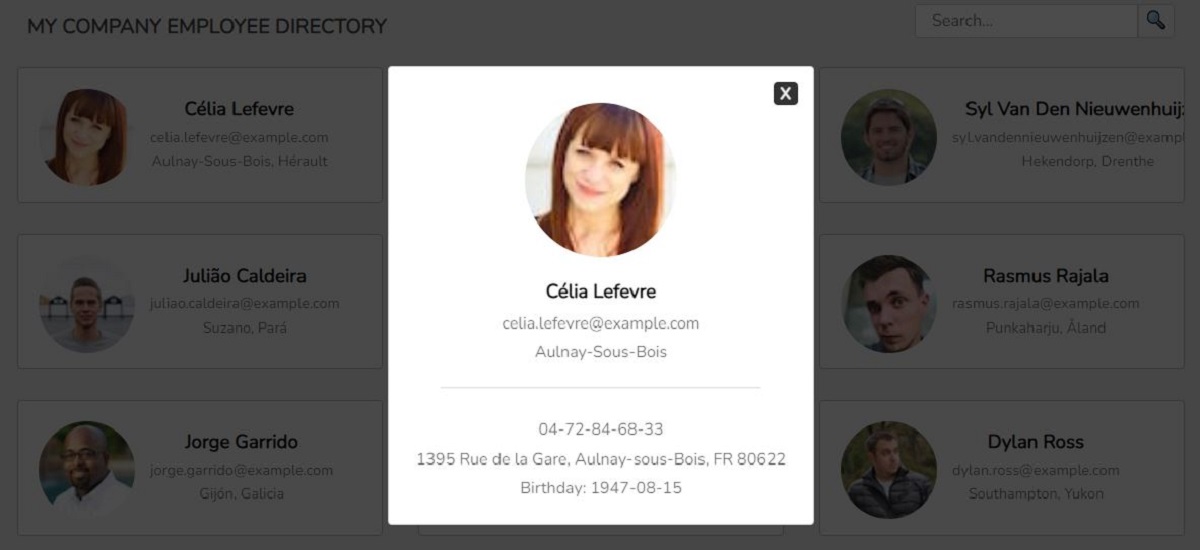 MY COMPANY EMPLOYEE DIRECTORY
Search...
Célia Lefevre
celia.lefevre@example.com
Aulnay-Sous-Bois, Hérault
Syl Van Den Nieuwenhuijz
syl.vandennieuwenhuijzen@exampl
Hekendorp, Drenthe
Julião Caldeira
juliao.caldeira@example.com
Suzano, Pará
Rasmus Rajala
rasmus.rajala@example.com
Punkaharju, Åland
Jorge Garrido
jorge.garrido@example.com
Gijón, Galicia
Dylan Ross
dylan.ross@example.com
Southampton, Yukon
X
Célia Lefevre
celia.lefevre@example.com
Aulnay-Sous-Bois
04-72-84-68-33
1395 Rue de la Gare, Aulnay-sous-Bois, FR 80622
Birthday: 1947-08-15